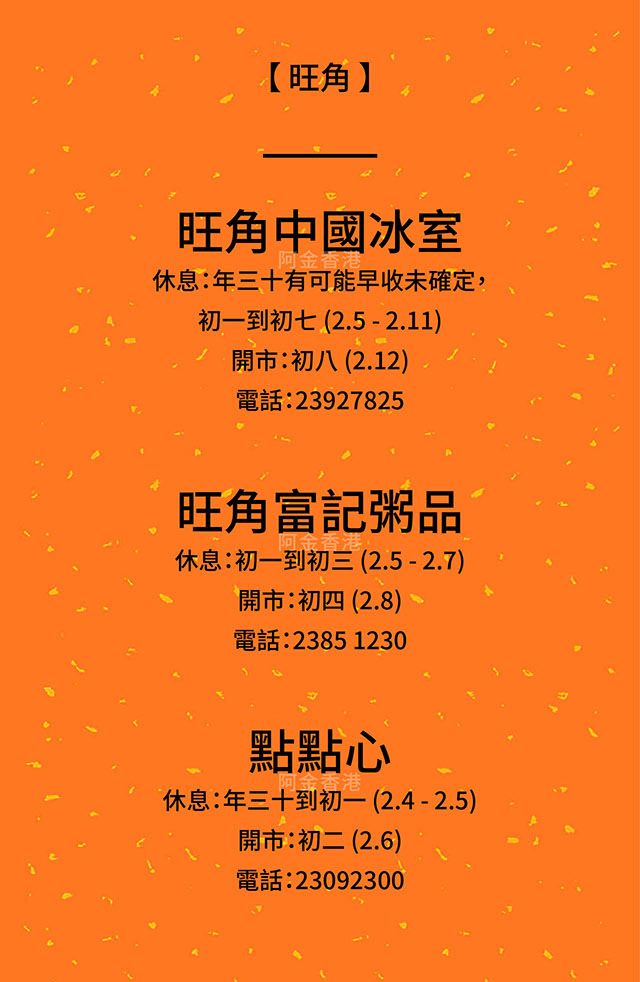 【旺角】
旺角中國冰室
阿金香港
休息：年三十有可能早收未確定，
初一到初七 (2.5 - 2.11)
開市：初八 (2.12)
電話：23927825
旺角富記粥品
阿金香港
休息：初一到初三 (2.5 - 2.7)
開市：初四 (2.8)
電話：2385 1230
點點心
阿金香港
休息：年三十到初一 (2.4 - 2.5)
開市：初二 (2.6)
電話：23092300